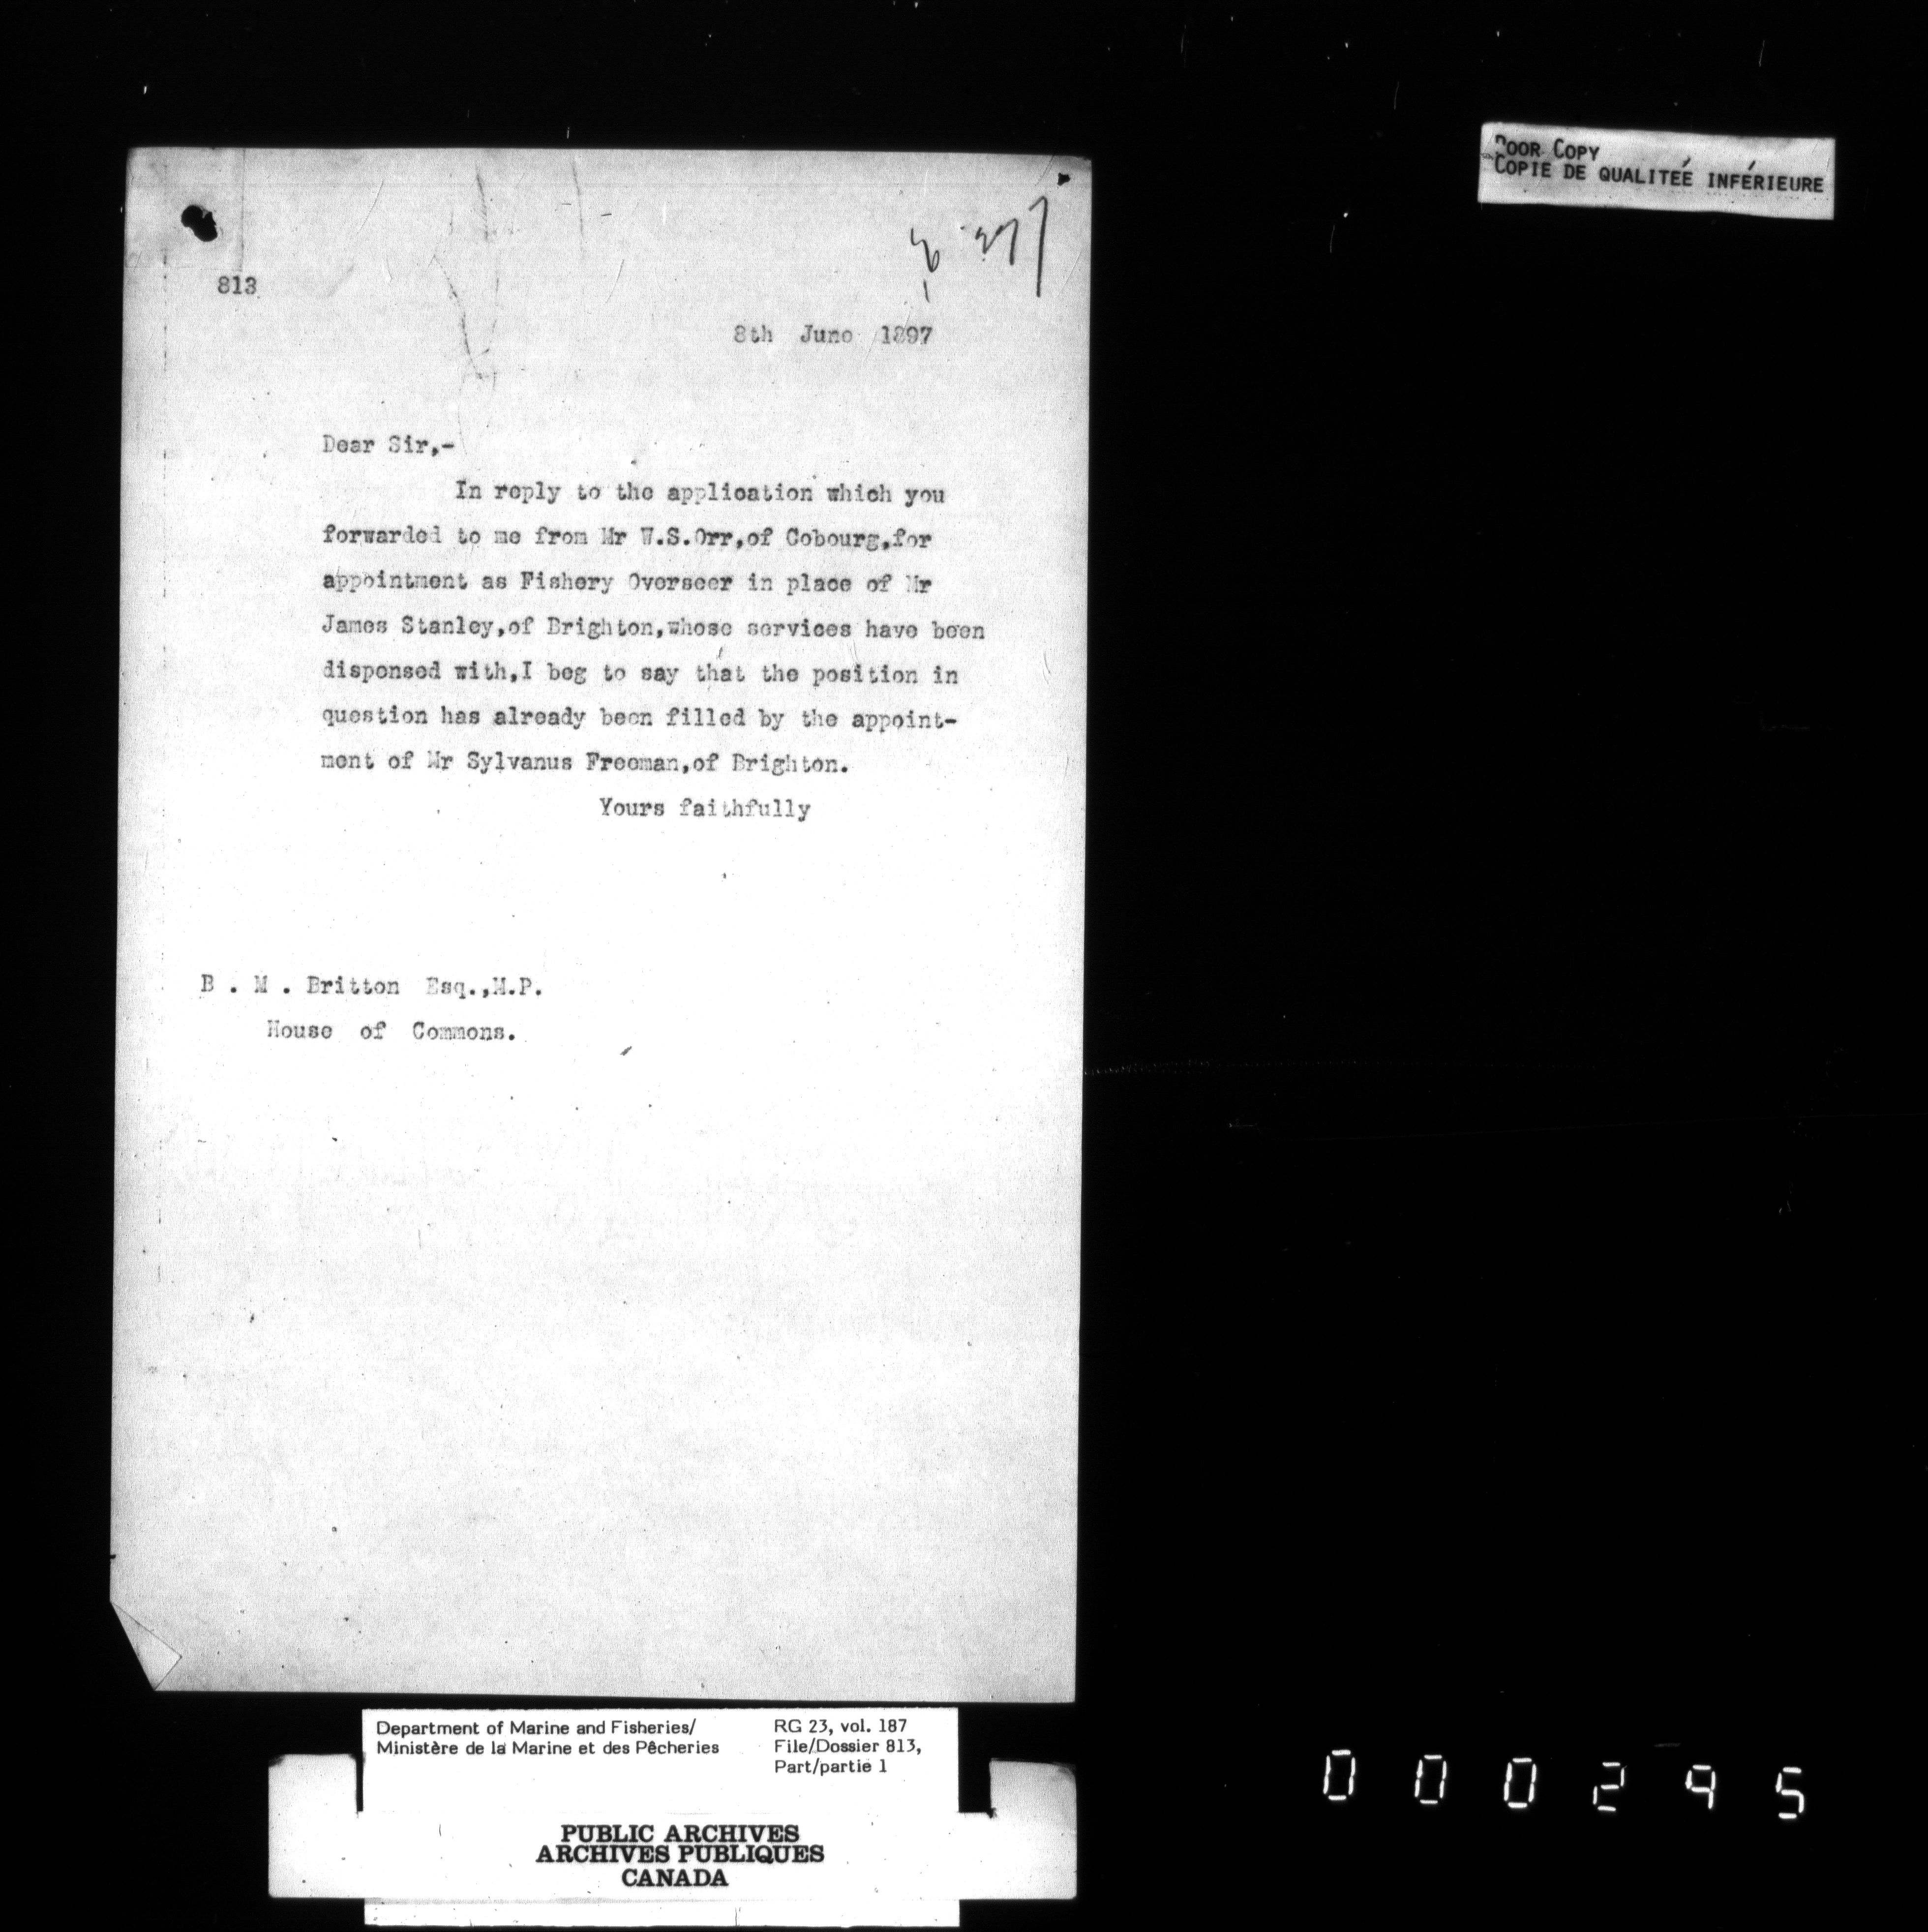 POOR COPY
COPIE DE QUALITEÉ INFÉRIEURE
813
8th June 1897
Dear Sir,-
In reply to the application which you
forwarded to me from Mr W.S.Orr,of Cobourg,for
appointment as Fishery Overseer in place of Mr
James Stanley,of Brighton,whose services have been
dispensed with,I beg to say that the position in
question has already been filled by the appoint-
ment of Mr Sylvanus Freeman,of Brighton.
Yours faithfully
B . M . Britton Esq.,M.P.
House of Commons.
Department of Marine and Fisheries/
Ministère de la Marine et des Pêcheries
RG 23, vol. 187
File/Dossier 813,
Part/partie 1
PUBLIC ARCHIVES
ARCHIVES PUBLIQUES
CANADA
000295